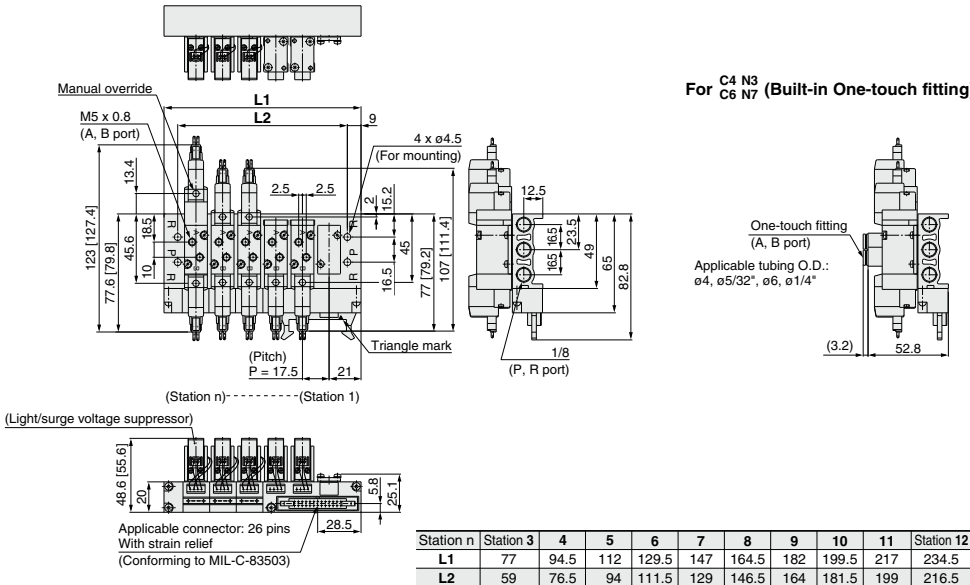 L1
L2
9
Manual override
M5 x 0.8
(A, B port)
4 x ø4.5
(For mounting)
13.4
2.5
2.5
2
15.2
123 [127.4]
77.6 [79.8]
45.6
18.5
10
R
P
R
R
P
R
45
16.5
77 [79.2]
107 [111.4]
Triangle mark
(Pitch)
P = 17.5
21
(Station n)
(Station 1)
12.5
16.5
16.5
23.5
49
65
82.8
1/8
(P, R port)
For C4 N3
C6 N7 (Built-in One-touch fitting
One-touch fitting
(A, B port)
Applicable tubing O.D.:
ø4, ø5/32", ø6, ø1/4"
(3.2)
52.8
(Light/surge voltage suppressor)
48.6 [55.6]
20
5.8
25.1
28.5
Applicable connector: 26 pins
With strain relief
(Conforming to MIL-C-83503)
Station n Station 3 4 5 6 7 8 9 10 11 Station 12
L1 77 94.5 112 129.5 147 164.5 182 199.5 217 234.5
L2 59 76.5 94 111.5 129 146.5 164 181.5 199 216.5